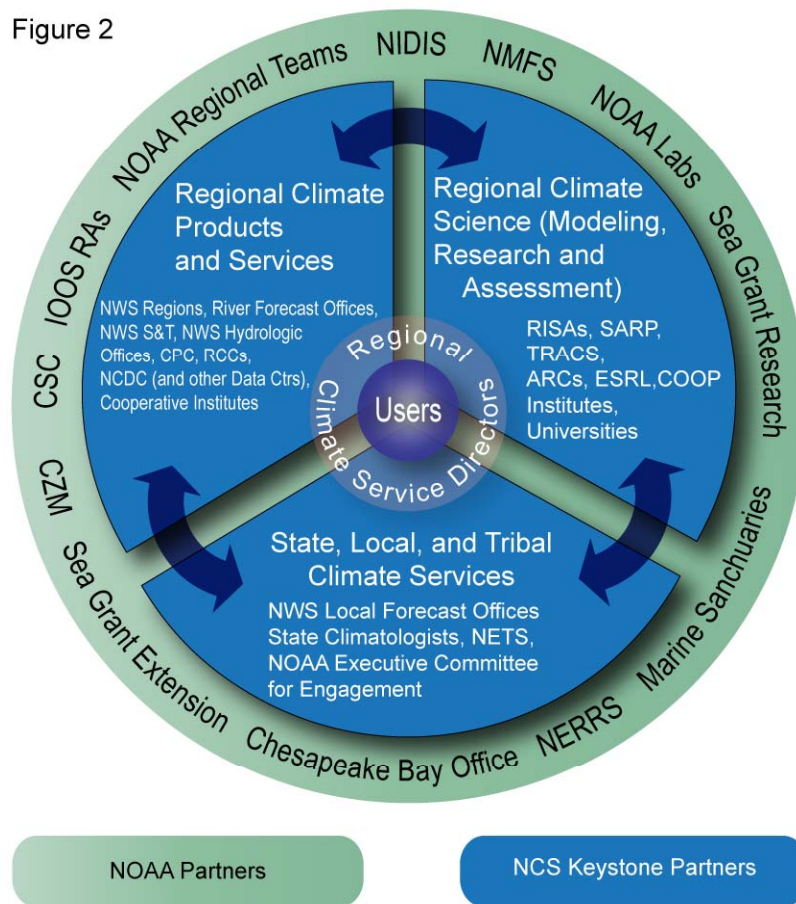 Figure 2
NIDIS
NMFS
NOAA Labs
Sea Grant Research
Marine Sanchuaries
NERRS
Chesapeake Bay Office
Sea Grant Extension
CZM
CSC
IOOS RAs
NOAA Regional Teams
Regional Climate
Products
and Services
NWS Regions, River Forecast Offices,
NWS S&T, NWS Hydrologic
Offices, CPC, RCCs,
NCDC (and other Data Ctrs),
Cooperative Institutes
Regional Climate
Science (Modeling,
Research and
Assessment)
RISAs, SARP,
TRACS,
ARCs, ESRL,COOP
Institutes,
Universities
Regional
Climate Service Directors
Users
State, Local, and Tribal
Climate Services
NWS Local Forecast Offices
State Climatologists, NETS,
NOAA Executive Committee
for Engagement
NOAA Partners
NCS Keystone Partners